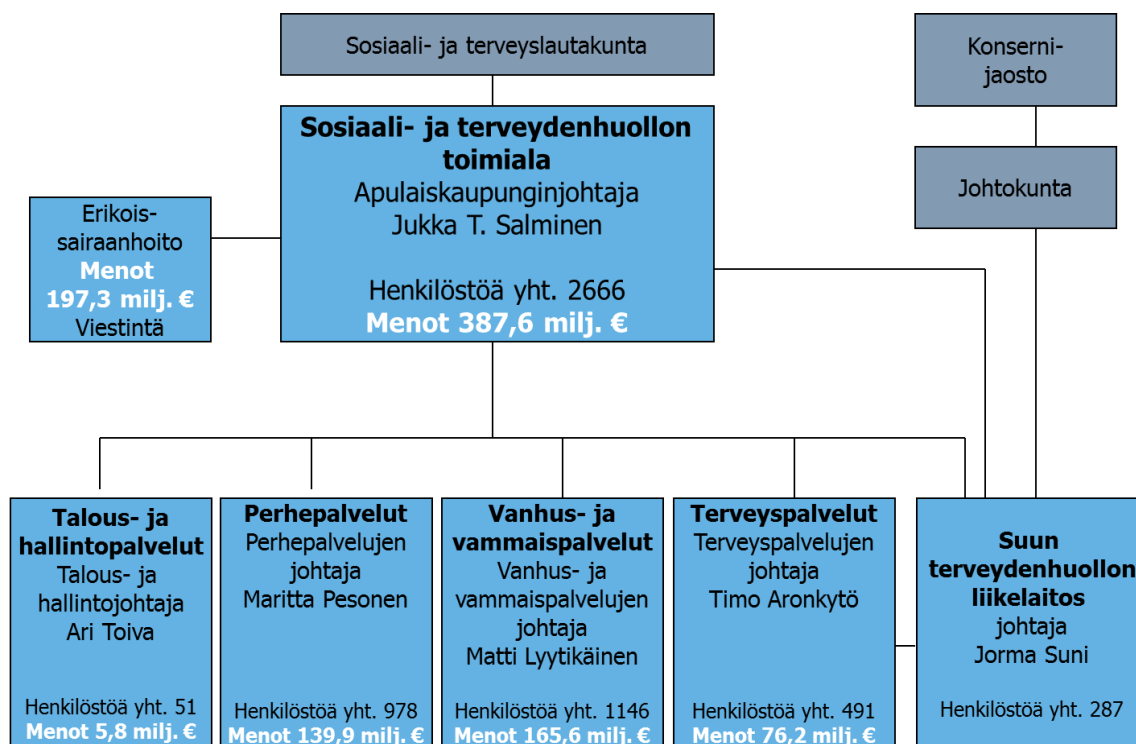 Sosiaali- ja terveyslautakunta
Konserni-
jaosto
Sosiaali- ja terveydenhuollon
toimiala
Apulaiskaupunginjohtaja
Jukka T. Salminen
Henkilöstöä yht. 2666
Menot 387,6 milj. €
Johtokunta
Erikois-
sairaanhoito
Menot
197,3 milj. €
Viestintä
Talous- ja
hallintopalvelut
Talous- ja
hallintojohtaja
Ari Toiva
Henkilöstöä yht. 51
Menot 5,8 milj. €
Perhepalvelut
Perhepalvelujen
johtaja
Maritta Pesonen
Henkilöstöä yht. 978
Menot 139,9 milj. €
Vanhus- ja
vammaispalvelut
Vanhus- ja
vammaispalvelujen
johtaja
Matti Lyytikäinen
Henkilöstöä yht. 1146
Menot 165,6 milj. €
Terveyspalvelut
Terveyspalvelujen
johtaja
Timo Aronkytö
Henkilöstöä yht. 491
Menot 76,2 milj. €
Suun
terveydenhuollon
liikelaitos
johtaja
Jorma Suni
Henkilöstöä yht. 287